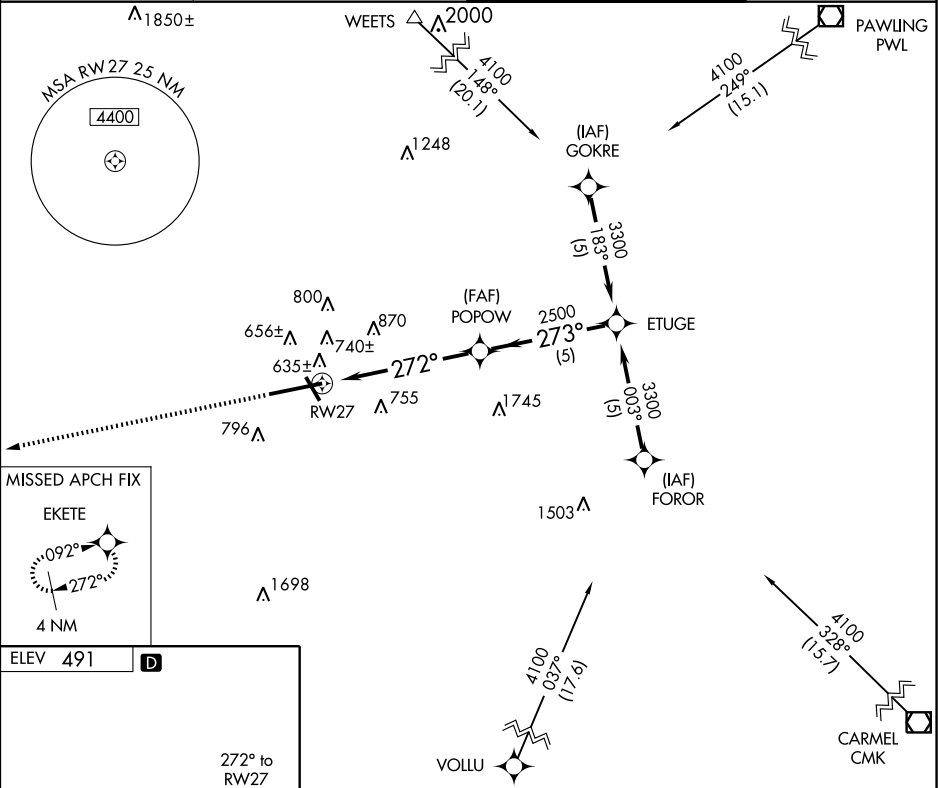 1850±
WEETS
2000
PAWLING
PWL
MSA RW27 25 NM
4400
4100
148°
(20.1)
4100
249°
(15.1)
1248
(IAF)
GOKRE
3300
183°
(5)
800
870
656±
740±
635±
(FAF)
POPOW
2500
273°
(5)
ETUGE
272°
RW27
755
1745
796
3300
003°
(5)
(IAF)
FOROR
MISSED APCH FIX
EKETE
092°
272°
4 NM
1503
1698
ELEV 491
D
4100
037°
(17.6)
4100
328°
(15.7)
272° to
RW27
VOLLU
CARMEL
CMK